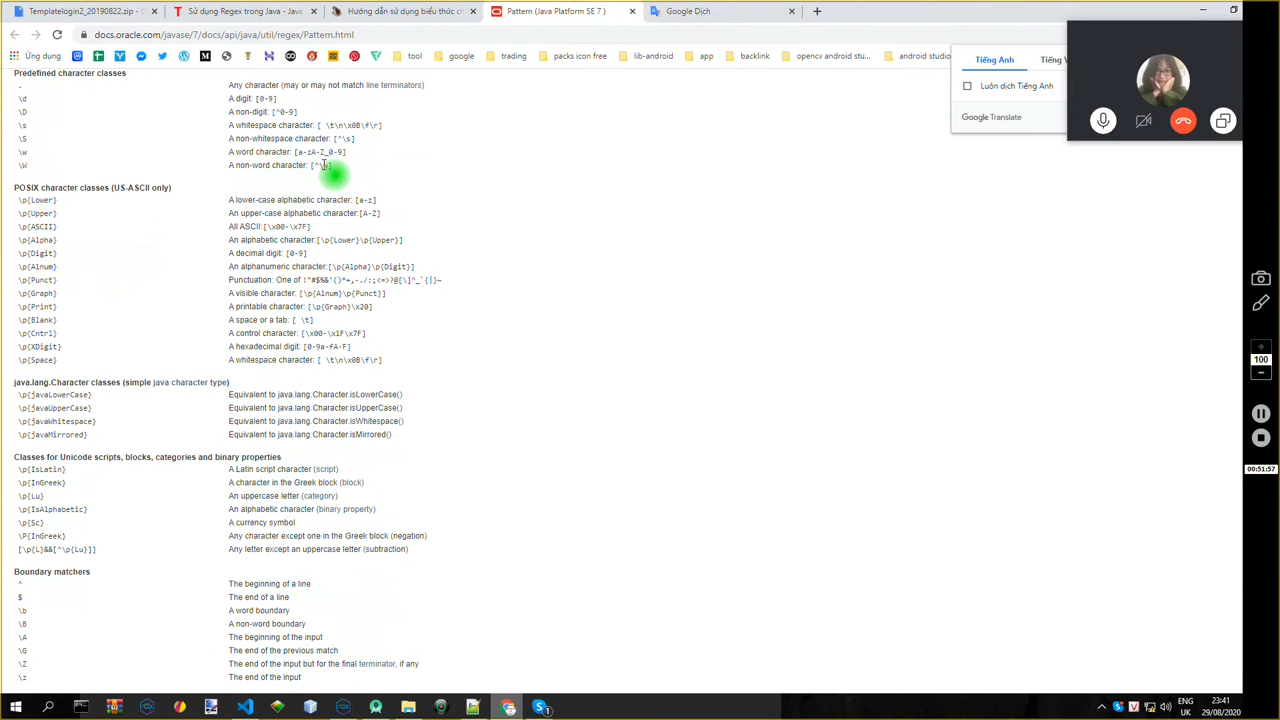 Templatelogin2_20190822.zip - G
Sử dụng Regex trong Java - Java
Hướng dẫn sử dụng biểu thức ch
Pattern (Java Platform SE 7 )
Google Dịch
docs.oracle.com/javase/7/docs/api/java/util/regex/Pattern.html
Ứng dụng
tool
google
trading
packs icon free
lib-android
app
backlink
opencv android stu...
android studio
Tiếng Anh
Tiếng V
Luôn dịch Tiếng Anh
Google Translate
Predefined character classes
. Any character (may or may not match line terminators)
\d A digit: [0-9]
\D A non-digit: [^0-9]
\s A whitespace character: [ \t\n\x0B\f\r]
\S A non-whitespace character: [^\s]
\w A word character: [a-zA-Z_0-9]
\W A non-word character: [^\w]
POSIX character classes (US-ASCII only)
\p{Lower} A lower-case alphabetic character: [a-z]
\p{Upper} An upper-case alphabetic character:[A-Z]
\p{ASCII} All ASCII:[\x00-\x7F]
\p{Alpha} An alphabetic character:[\p{Lower}\p{Upper}]
\p{Digit} A decimal digit: [0-9]
\p{Alnum} An alphanumeric character:[\p{Alpha}\p{Digit}]
\p{Punct} Punctuation: One of !"#$%&'()*+,-./:;<=>?@[\]^_`{|}~
\p{Graph} A visible character: [\p{Alnum}\p{Punct}]
\p{Print} A printable character: [\p{Graph}\x20]
\p{Blank} A space or a tab: [ \t]
\p{Cntrl} A control character: [\x00-\x1F\x7F]
\p{XDigit} A hexadecimal digit: [0-9a-fA-F]
\p{Space} A whitespace character: [ \t\n\x0B\f\r]
java.lang.Character classes (simple java character type)
\p{javaLowerCase} Equivalent to java.lang.Character.isLowerCase()
\p{javaUpperCase} Equivalent to java.lang.Character.isUpperCase()
\p{javaWhitespace} Equivalent to java.lang.Character.isWhitespace()
\p{javaMirrored} Equivalent to java.lang.Character.isMirrored()
Classes for Unicode scripts, blocks, categories and binary properties
\p{IsLatin} A Latin script character (script)
\p{InGreek} A character in the Greek block (block)
\p{Lu} An uppercase letter (category)
\p{IsAlphabetic} An alphabetic character (binary property)
\p{Sc} A currency symbol
\P{InGreek} Any character except one in the Greek block (negation)
[\p{L}&&[^\p{Lu}]] Any letter except an uppercase letter (subtraction)
Boundary matchers
^ The beginning of a line
$ The end of a line
\b A word boundary
\B A non-word boundary
\A The beginning of the input
\G The end of the previous match
\Z The end of the input but for the final terminator, if any
\z The end of the input
100
00:51:57
ENG
UK
23:41
29/08/2020